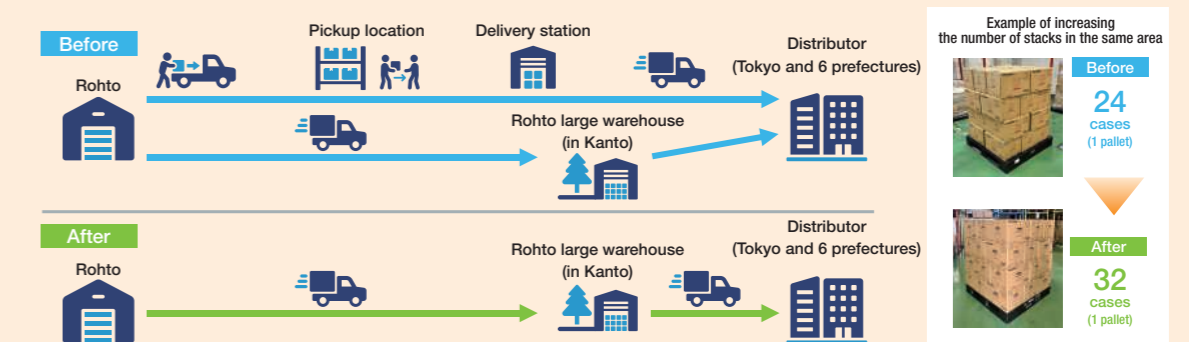 Before
Rohto
Pickup location
Delivery station
Distributor
(Tokyo and 6 prefectures)
Rohto large warehouse
(in Kanto)
After
Rohto
Rohto large warehouse
(in Kanto)
Distributor
(Tokyo and 6 prefectures)
Example of increasing
the number of stacks in the same area
Before
24
cases
(1 pallet)
After
32
cases
(1 pallet)